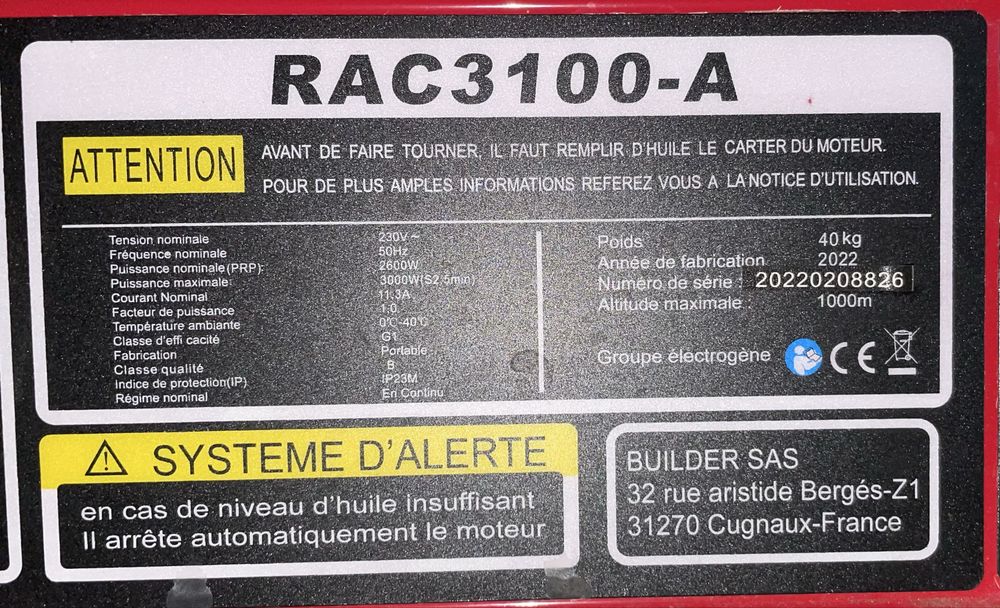 RAC3100-A
ATTENTION
AVANT DE FAIRE TOURNER, IL FAUT REMPLIR D'HUILE LE CARTER DU MOTEUR.
POUR DE PLUS AMPLES INFORMATIONS REFEREZ VOUS A LA NOTICE D'UTILISATION.
Tension nominale 230V~
Fréquence nominale 50Hz
Puissance nominale(PRP): 2600W
Puissance maximale 3000W(S2 5min)
Courant Nominal 11.3A
Facteur de puissance 1.0
Température ambiante 0℃-40℃
Classe d'effi cacité G1
Fabrication Portable
Classe qualité B
Indice de protection(IP) IP23M
Régime nominal En Continu
Poids 40kg
Année de fabrication 2022
Numéro de série : 20220208826
Altitude maximale : 1000m
Groupe électrogène CE
SYSTEME D'ALERTE
en cas de niveau d'huile insuffisant
Il arrête automatiquement le moteur
BUILDER SAS
32 rue aristide Bergés-Z1
31270 Cugnaux-France